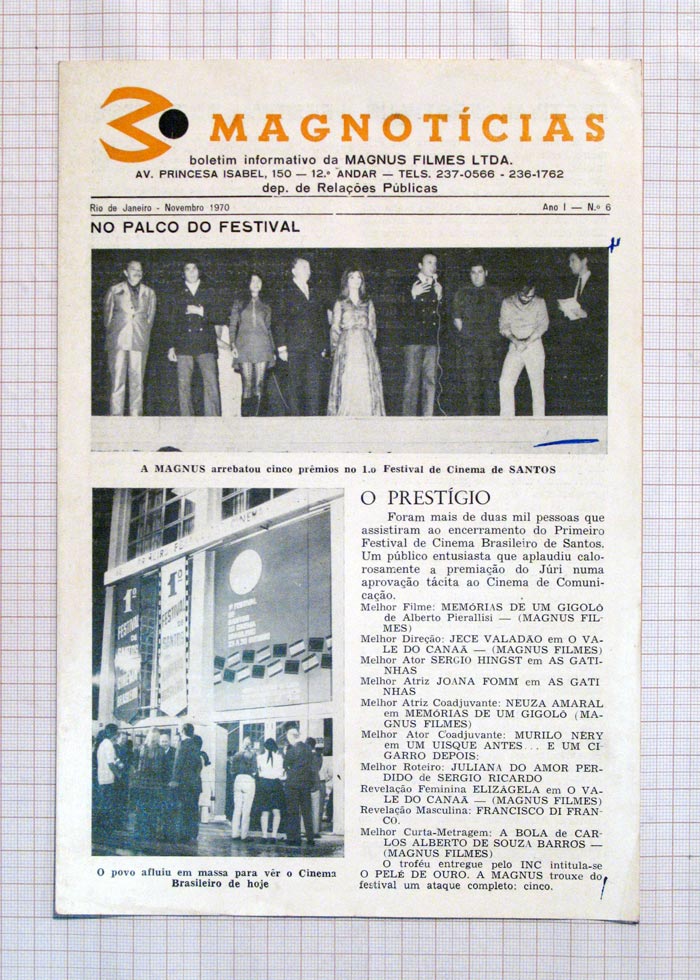 MAGNOTÍCIAS
boletim informativo da MAGNUS FILMES LTDA.
AV. PRINCESA ISABEL, 150 — 12.º ANDAR — TELS. 237-0566 - 236-1762
dep. de Relações Públicas
Rio de Janeiro - Novembro 1970
Ano I — N.º 6
NO PALCO DO FESTIVAL
A MAGNUS arrebatou cinco prêmios no 1.o Festival de Cinema de SANTOS
1º
FESTIVAL
1º
FESTIVAL
O povo afluiu em massa para vêr o Cinema
Brasileiro de hoje
O PRESTÍGIO
Foram mais de duas mil pessoas que
assistiram ao encerramento do Primeiro
Festival de Cinema Brasileiro de Santos.
Um público entusiasta que aplaudiu calo-
rosamente a premiação do Júri numa
aprovação tácita ao Cinema de Comuni-
cação.
Melhor Filme: MEMÓRIAS DE UM GIGOLÔ
de Alberto Pierallisi — (MAGNUS FIL-
MES)
Melhor Direção: JECE VALADÃO em O VA-
LE DO CANAÃ — (MAGNUS FILMES)
Melhor Ator SERGIO HINGST em AS GATI-
NHAS
Melhor Atriz JOANA FOMM em AS GATI
NHAS
Melhor Atriz Coadjuvante: NEUZA AMARAL
em MEMÓRIAS DE UM GIGOLÔ (MA-
GNUS FILMES)
Melhor Ator Coadjuvante: MURILO NERY
em UM UISQUE ANTES... E UM CI-
GARRO DEPOIS:
Melhor Roteiro: JULIANA DO AMOR PER-
DIDO de SERGIO RICARDO
Revelação Feminina ELIZAGELA em O VA-
LE DO CANAÃ — (MAGNUS FILMES)
Revelação Masculina: FRANCISCO DI FRAN-
CO.
Melhor Curta-Metragem: A BOLA de CAR-
LOS ALBERTO DE SOUZA BARROS —
(MAGNUS FILMES)
O troféu entregue pelo INC intitula-se
O PELÉ DE OURO. A MAGNUS trouxe do
festival um ataque completo: cinco.